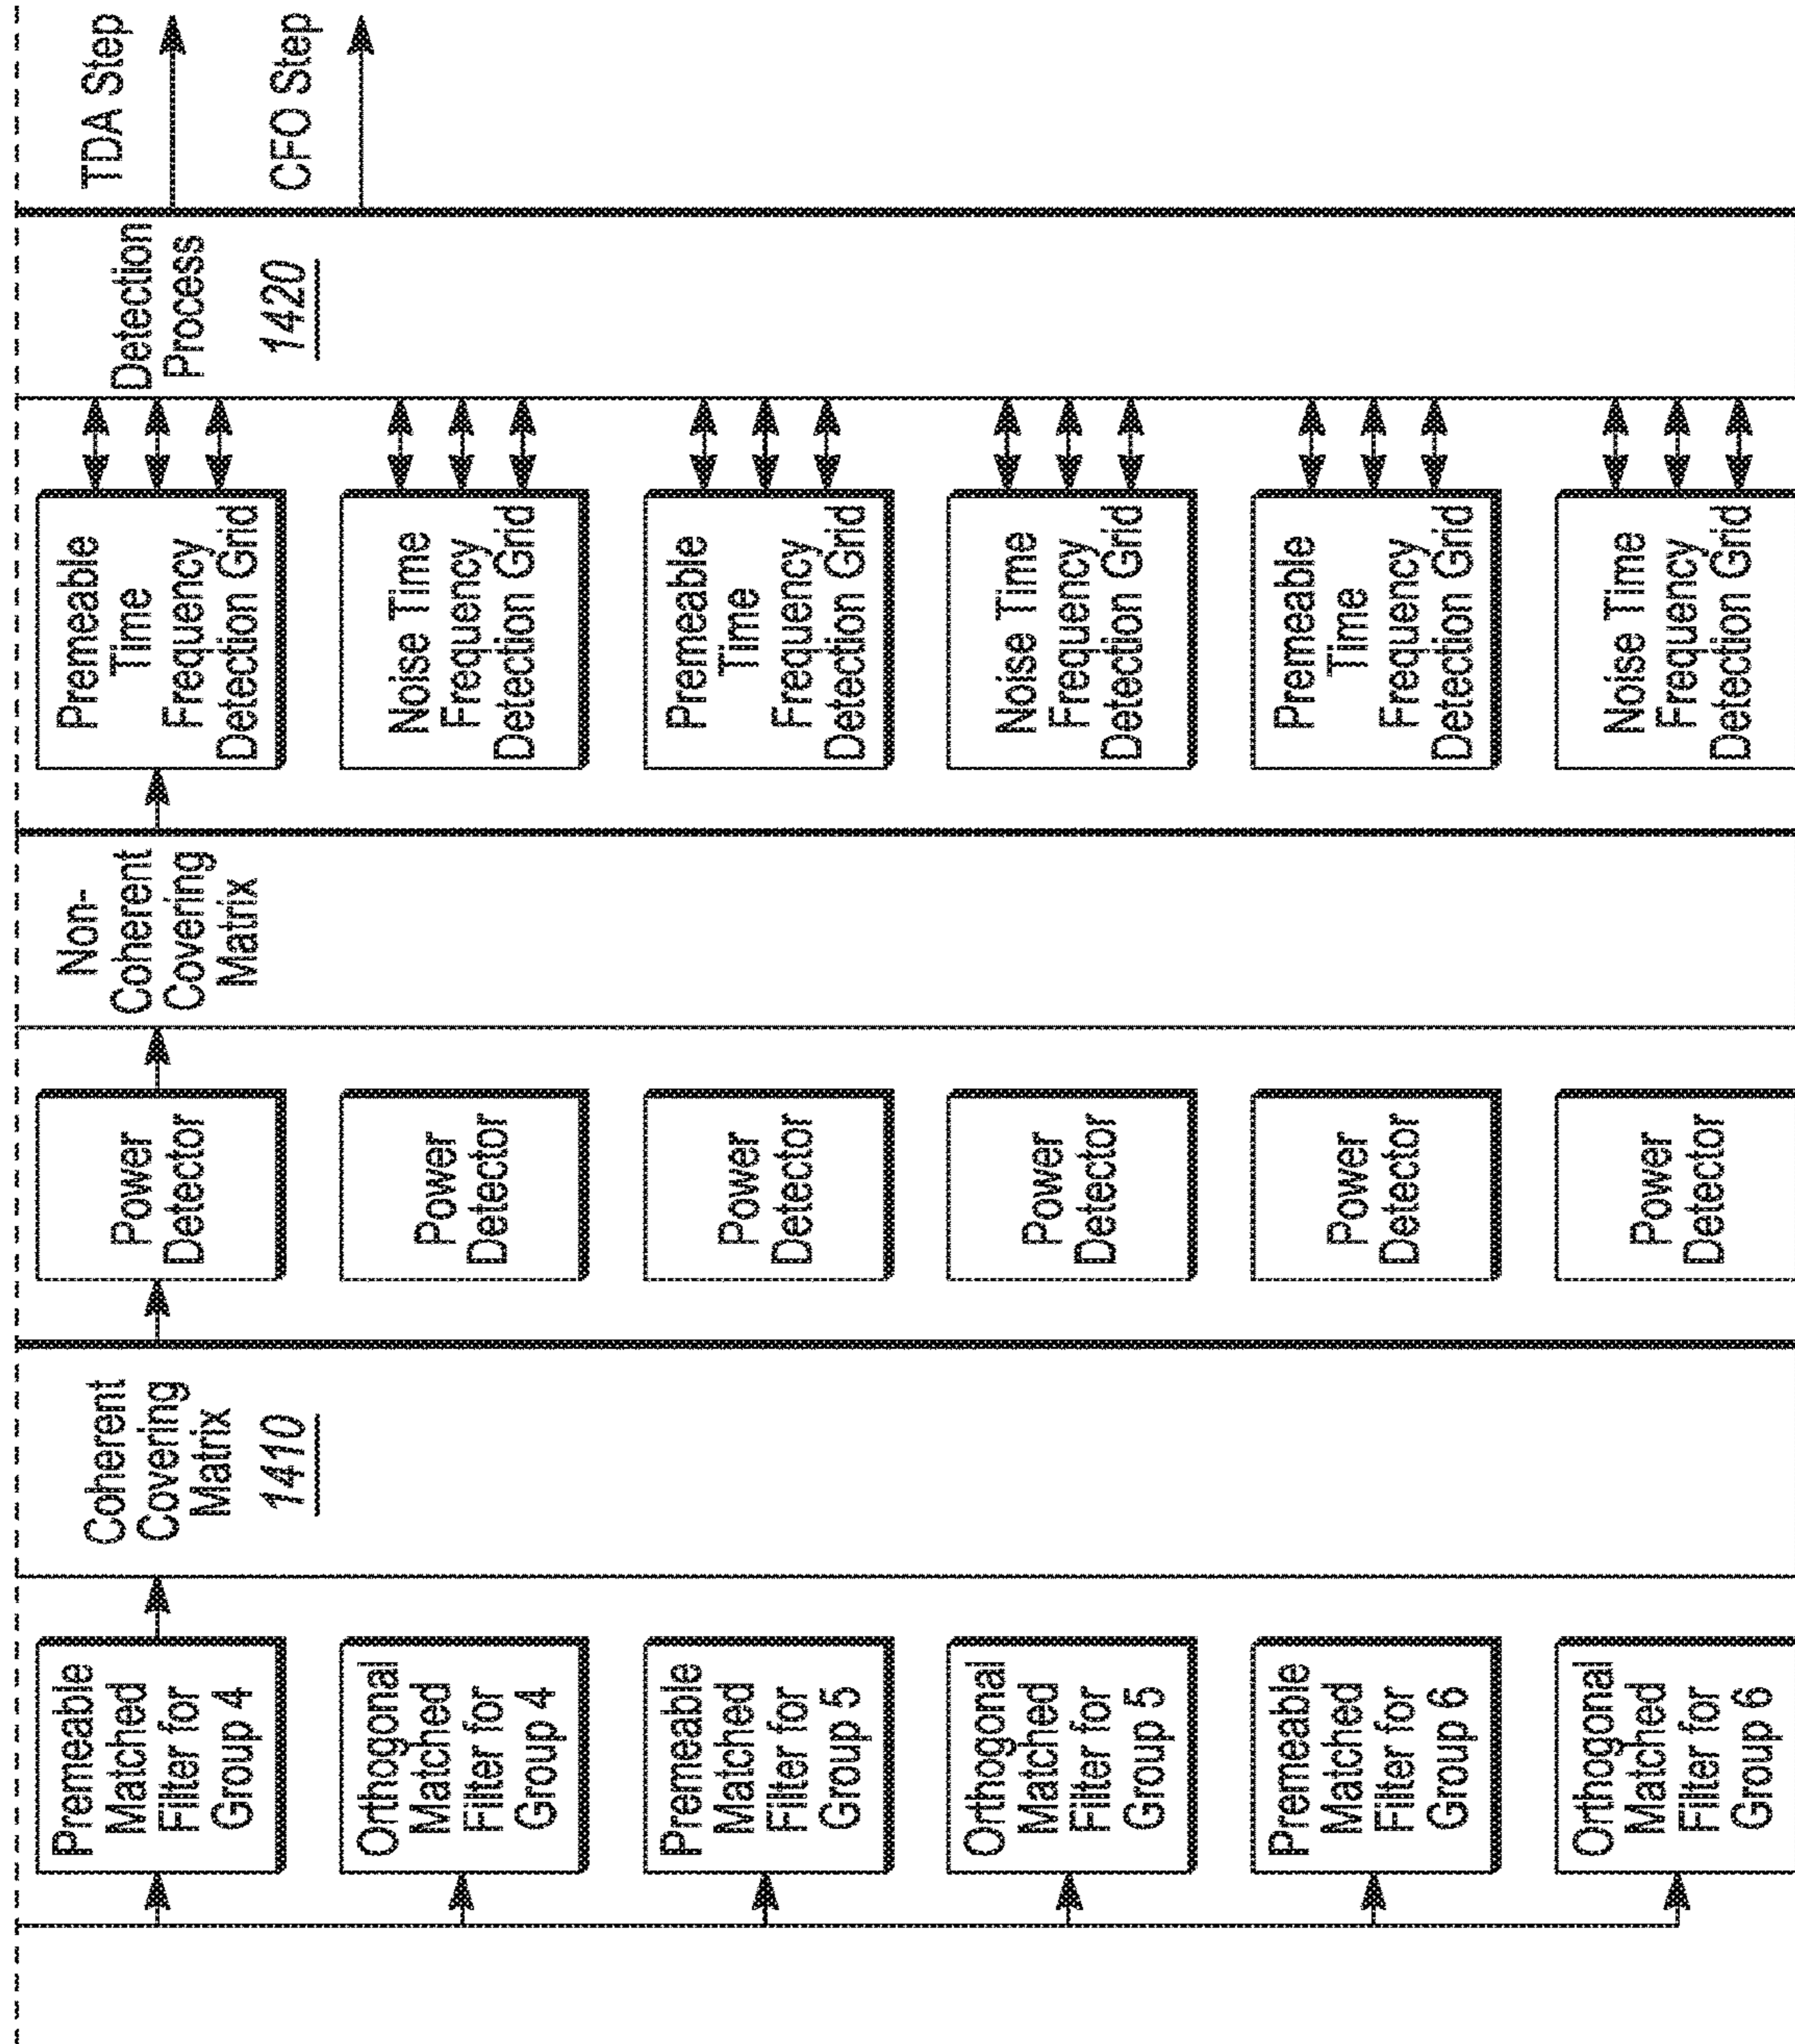 Premeable
Matched
Filter for
Group 4
Orthogonal
Matched
Filter for
Group 4
Premeable
Matched
Filter for
Group 5
Orthogonal
Matched
Filter for
Group 5
Premeable
Matched
Filter for
Group 6
Orthogonal
Matched
Filter for
Group 6
Coherent
Covering
Matrix
1410
Power
Detector
Power
Detector
Power
Detector
Power
Detector
Power
Detector
Power
Detector
Non-
Coherent
Covering
Matrix
Premeable
Time
Frequency
Detection Grid
Noise Time
Frequency
Detection Grid
Premeable
Time
Frequency
Detection Grid
Noise Time
Frequency
Detection Grid
Premeable
Time
Frequency
Detection Grid
Noise Time
Frequency
Detection Grid
Detection
Process
1420
TDA Step
CFO Step